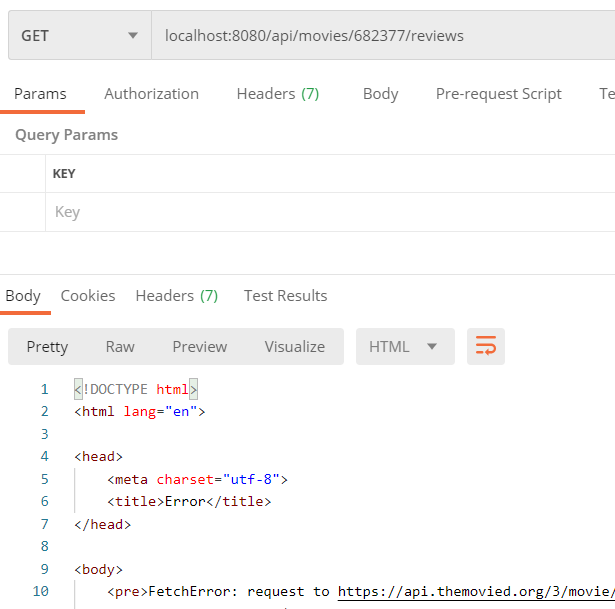 GET localhost:8080/api/movies/682377/reviews
Params Authorization Headers (7) Body Pre-request Script Te
Query Params
KEY
Key
Body Cookies Headers (7) Test Results
Pretty Raw Preview Visualize HTML
1 <!DOCTYPE html>
2 <html lang="en">
3
4 <head>
5 <meta charset="utf-8">
6 <title>Error</title>
7 </head>
8
9 <body>
10 <pre>FetchError: request to https://api.themovied.org/3/movie/